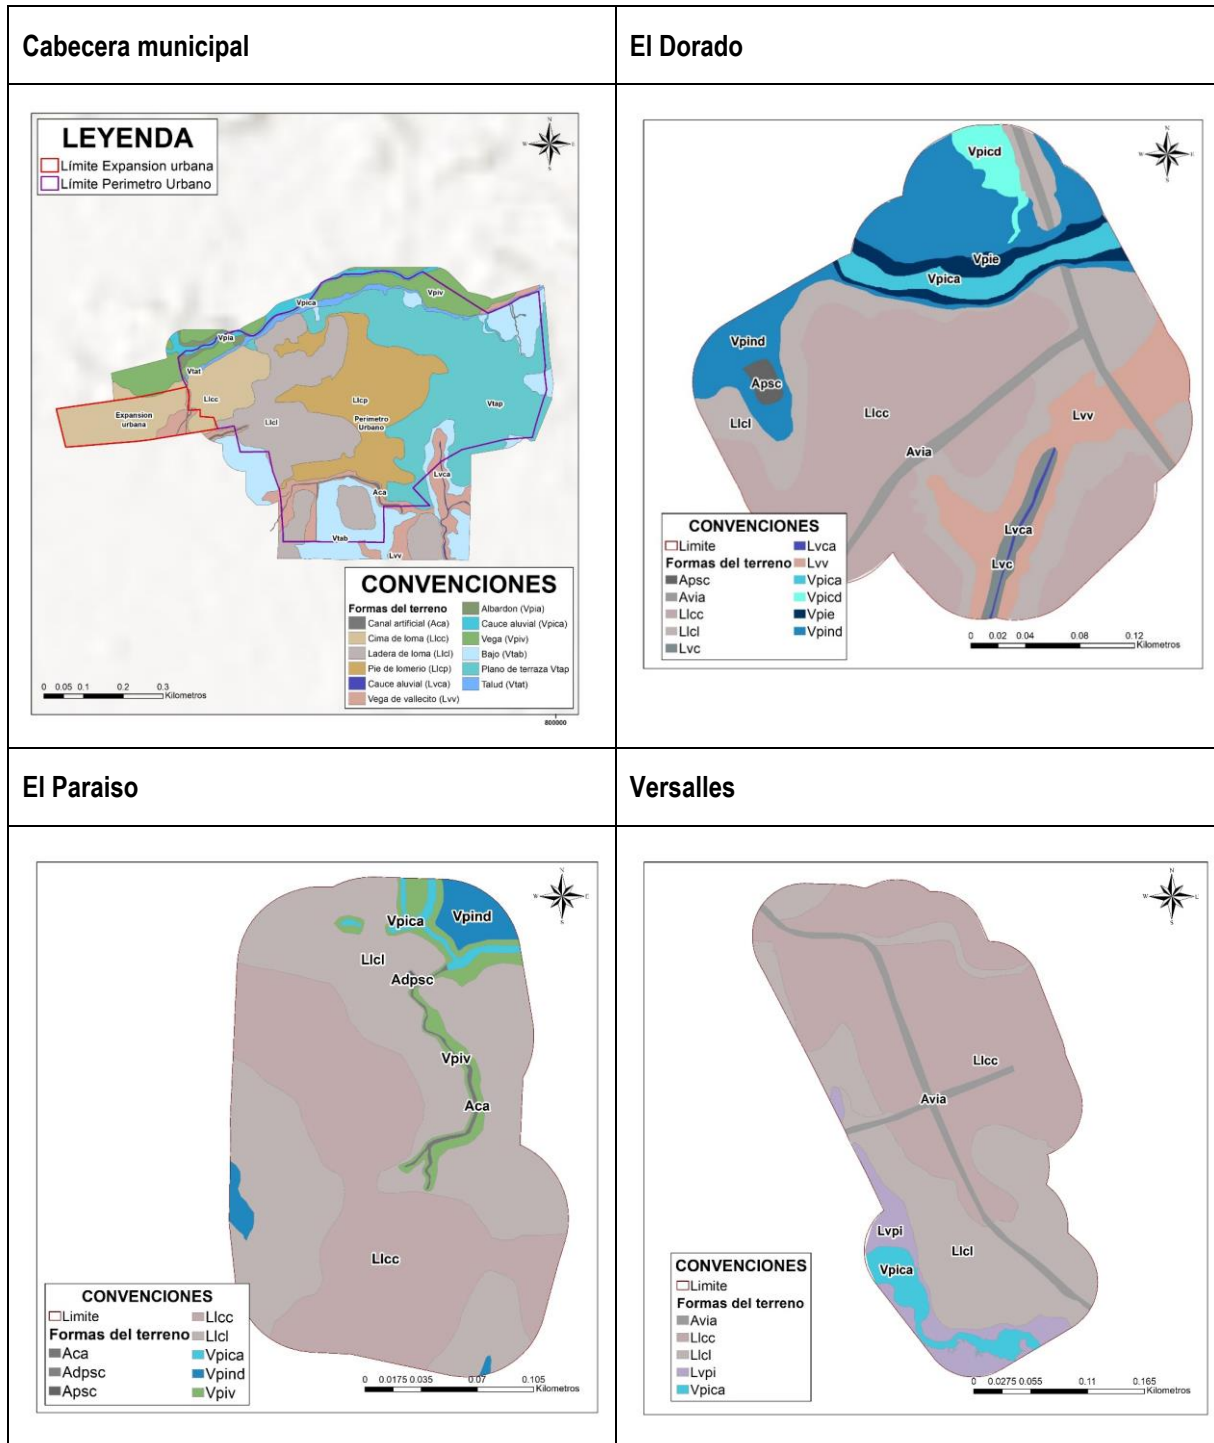 Cabecera municipal
El Dorado
LEYENDA
Límite Expansion urbana
Límite Perimetro Urbano
N
W
E
S
Vpica
Vpiv
Vpia
Vtat
Llcc
Expansion
urbana
Llcl
Llcp
Perimetro
Urbano
Vtap
Lvca
Aca
Vtab
Lvv
CONVENCIONES
Formas del terreno
Canal artificial (Aca)
Cima de loma (Llcc)
Ladera de loma (Llcl)
Pie de lomerio (Llcp)
Cauce aluvial (Lvca)
Vega de vallecito (Lvv)
Albardon (Vpia)
Cauce aluvial (Vpica)
Vega (Vpiv)
Bajo (Vtab)
Plano de terraza Vtap
Talud (Vtat)
0 0.05 0.1 0.2 0.3
Kilometros
800000
N
W
E
S
Vpicd
Vpie
Vpica
Vpind
Apsc
Llcl
Llcc
Lvv
Avia
Lvca
Lvc
CONVENCIONES
Limite
Formas del terreno
Apsc
Avia
Llcc
Llcl
Lvc
Lvca
Lvv
Vpica
Vpicd
Vpie
Vpind
0 0.02 0.04 0.08 0.12
Kilometros
El Paraiso
Versalles
N
W
E
S
Vpica
Vpind
Llcl
Adpsc
Vpiv
Aca
Llcc
CONVENCIONES
Limite
Formas del terreno
Aca
Adpsc
Apsc
Llcc
Llcl
Vpica
Vpind
Vpiv
0 0.0175 0.035 0.07 0.105
Kilometros
N
W
E
S
Llcc
Avia
Lvpi
Llcl
Vpica
CONVENCIONES
Limite
Formas del terreno
Avia
Llcc
Llcl
Lvpi
Vpica
0 0.0275 0.055 0.11 0.165
Kilometros